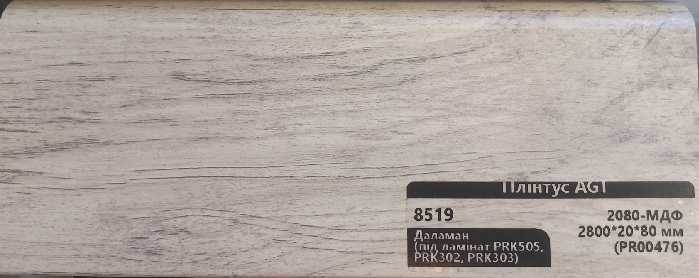 Плінтус AGT
8519
2080-МДФ
2800*20*80 мм
(PR00476)
Даламан
(під ламінат PRK505,
PRK302, PRK303)